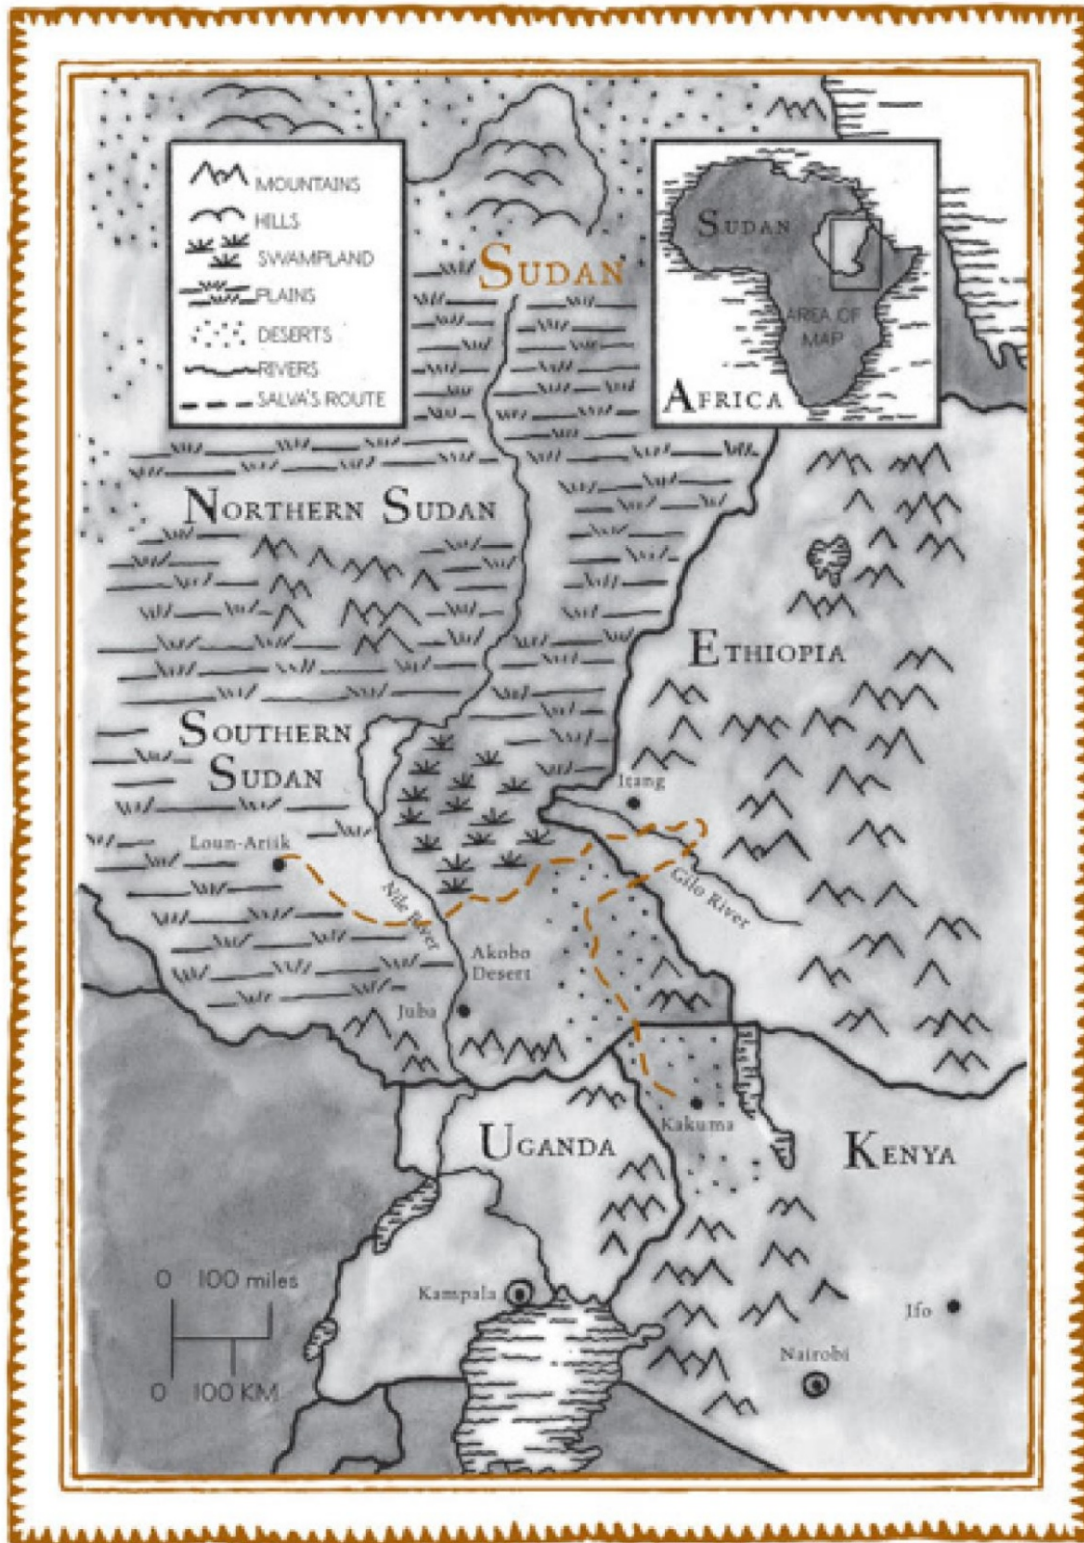 MOUNTAINS
HILLS
SWAMPLAND
PLAINS
DESERTS
RIVERS
SALVA'S ROUTE
SUDAN
SUDAN
AREA OF
MAP
AFRICA
NORTHERN SUDAN
ETHIOPIA
SOUTHERN
SUDAN
Itang
Loun-Ariik
Nile River
Gilo River
Akobo
Desert
Juba
Kakuma
UGANDA
KENYA
0 100 miles
0 100 KM
Kampala
Ifo
Nairobi